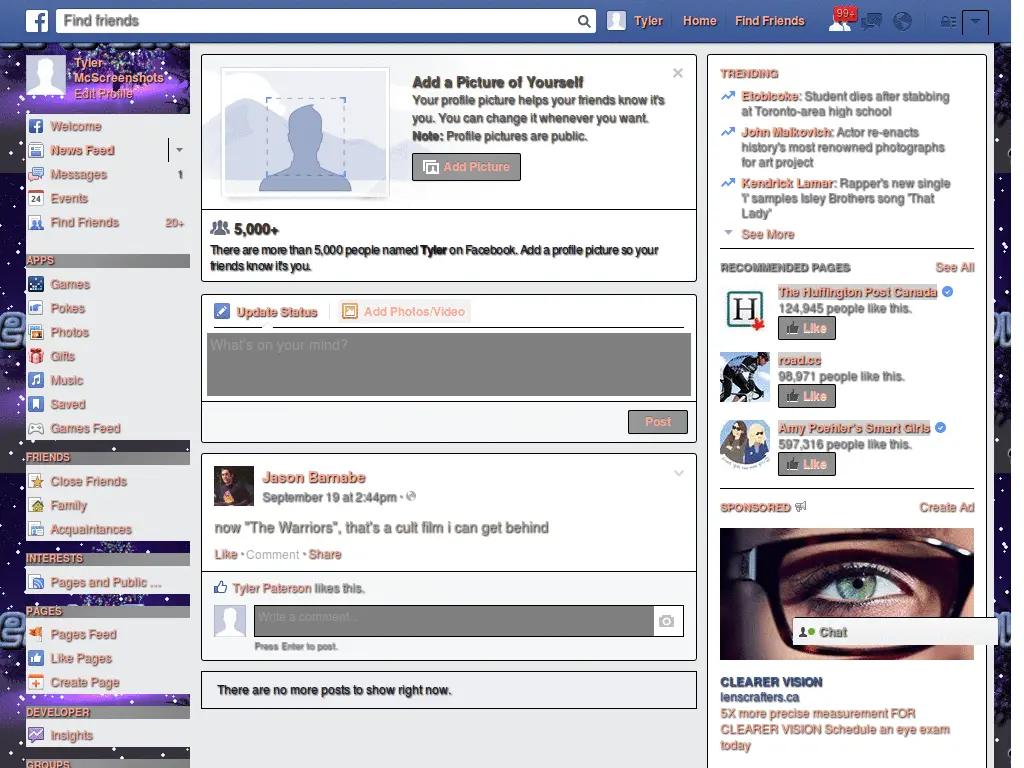 Find friends
Tyler
Home
Find Friends
99+
Tyler
McScreenshots
Edit Profile
Welcome
News Feed
Messages
1
24
Events
Find Friends
20+
APPS
Games
Pokes
Photos
Gifts
Music
Saved
Games Feed
FRIENDS
Close Friends
Family
Acquaintances
INTERESTS
Pages and Public ...
PAGES
Pages Feed
Like Pages
Create Page
DEVELOPER
Insights
GROUPS
Add a Picture of Yourself
Your profile picture helps your friends know it's
you. You can change it whenever you want.
Note: Profile pictures are public.
Add Picture
5,000+
There are more than 5,000 people named Tyler on Facebook. Add a profile picture so your
friends know it's you.
Update Status
Add Photos/Video
What's on your mind?
Post
Jason Barnabe
September 19 at 2:44pm ·
now "The Warriors", that's a cult film i can get behind
Like · Comment · Share
Tyler Paterson likes this.
Write a comment...
Press Enter to post.
There are no more posts to show right now.
TRENDING
Etobicoke: Student dies after stabbing
at Toronto-area high school
John Malkovich: Actor re-enacts
history's most renowned photographs
for art project
Kendrick Lamar: Rapper's new single
'i' samples Isley Brothers song 'That
Lady'
See More
RECOMMENDED PAGES
See All
H
The Huffington Post Canada
124,945 people like this.
Like
road.cc
98,971 people like this.
Like
Amy Poehler's Smart Girls
597,316 people like this.
Like
SPONSORED
Create Ad
Chat
CLEARER VISION
lenscrafters.ca
5X more precise measurement FOR
CLEARER VISION Schedule an eye exam
today